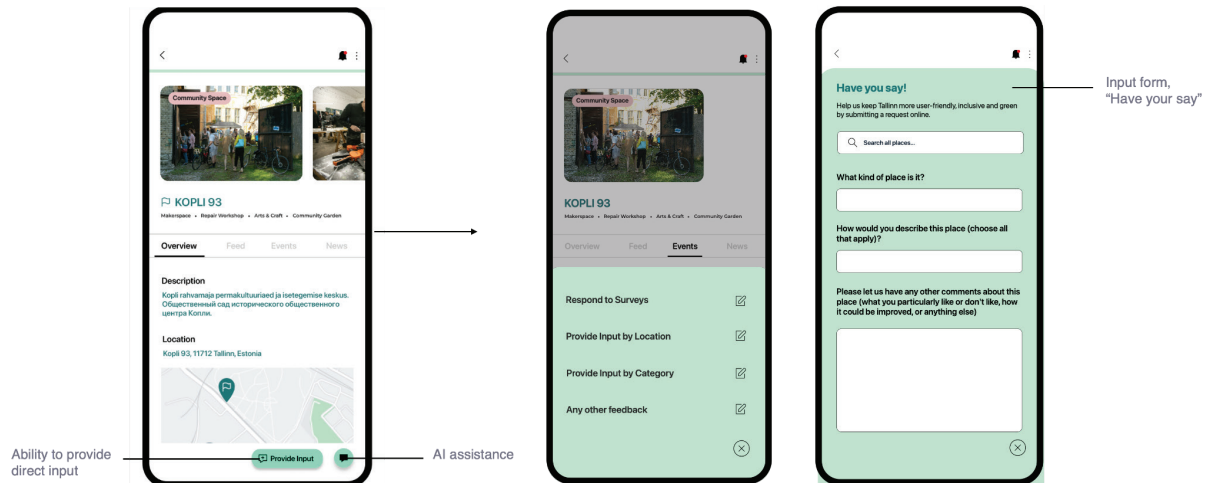 Community Space
KOPLI 93
Makerspace • Repair Workshop • Arts & Craft • Community Garden
Overview Feed Events News
Description
Kopli rahvamaja permakultuuriaed ja isetegemise keskus.
Общественный сад исторического общественного
центра Копли.
Location
Kopli 93, 11712 Tallinn, Estonia
Provide Input
Ability to provide
direct input
AI assistance
Community Space
KOPLI 93
Makerspace • Repair Workshop • Arts & Craft • Community Garden
Overview Feed Events News
Respond to Surveys
Provide Input by Location
Provide Input by Category
Any other feedback
Have you say!
Help us keep Tallinn more user-friendly, inclusive and green
by submitting a request online.
Search all places...
What kind of place is it?
How would you describe this place (choose all
that apply)?
Please let us have any other comments about this
place (what you particularly like or don't like, how
it could be improved, or anything else)
Input form,
“Have your say”